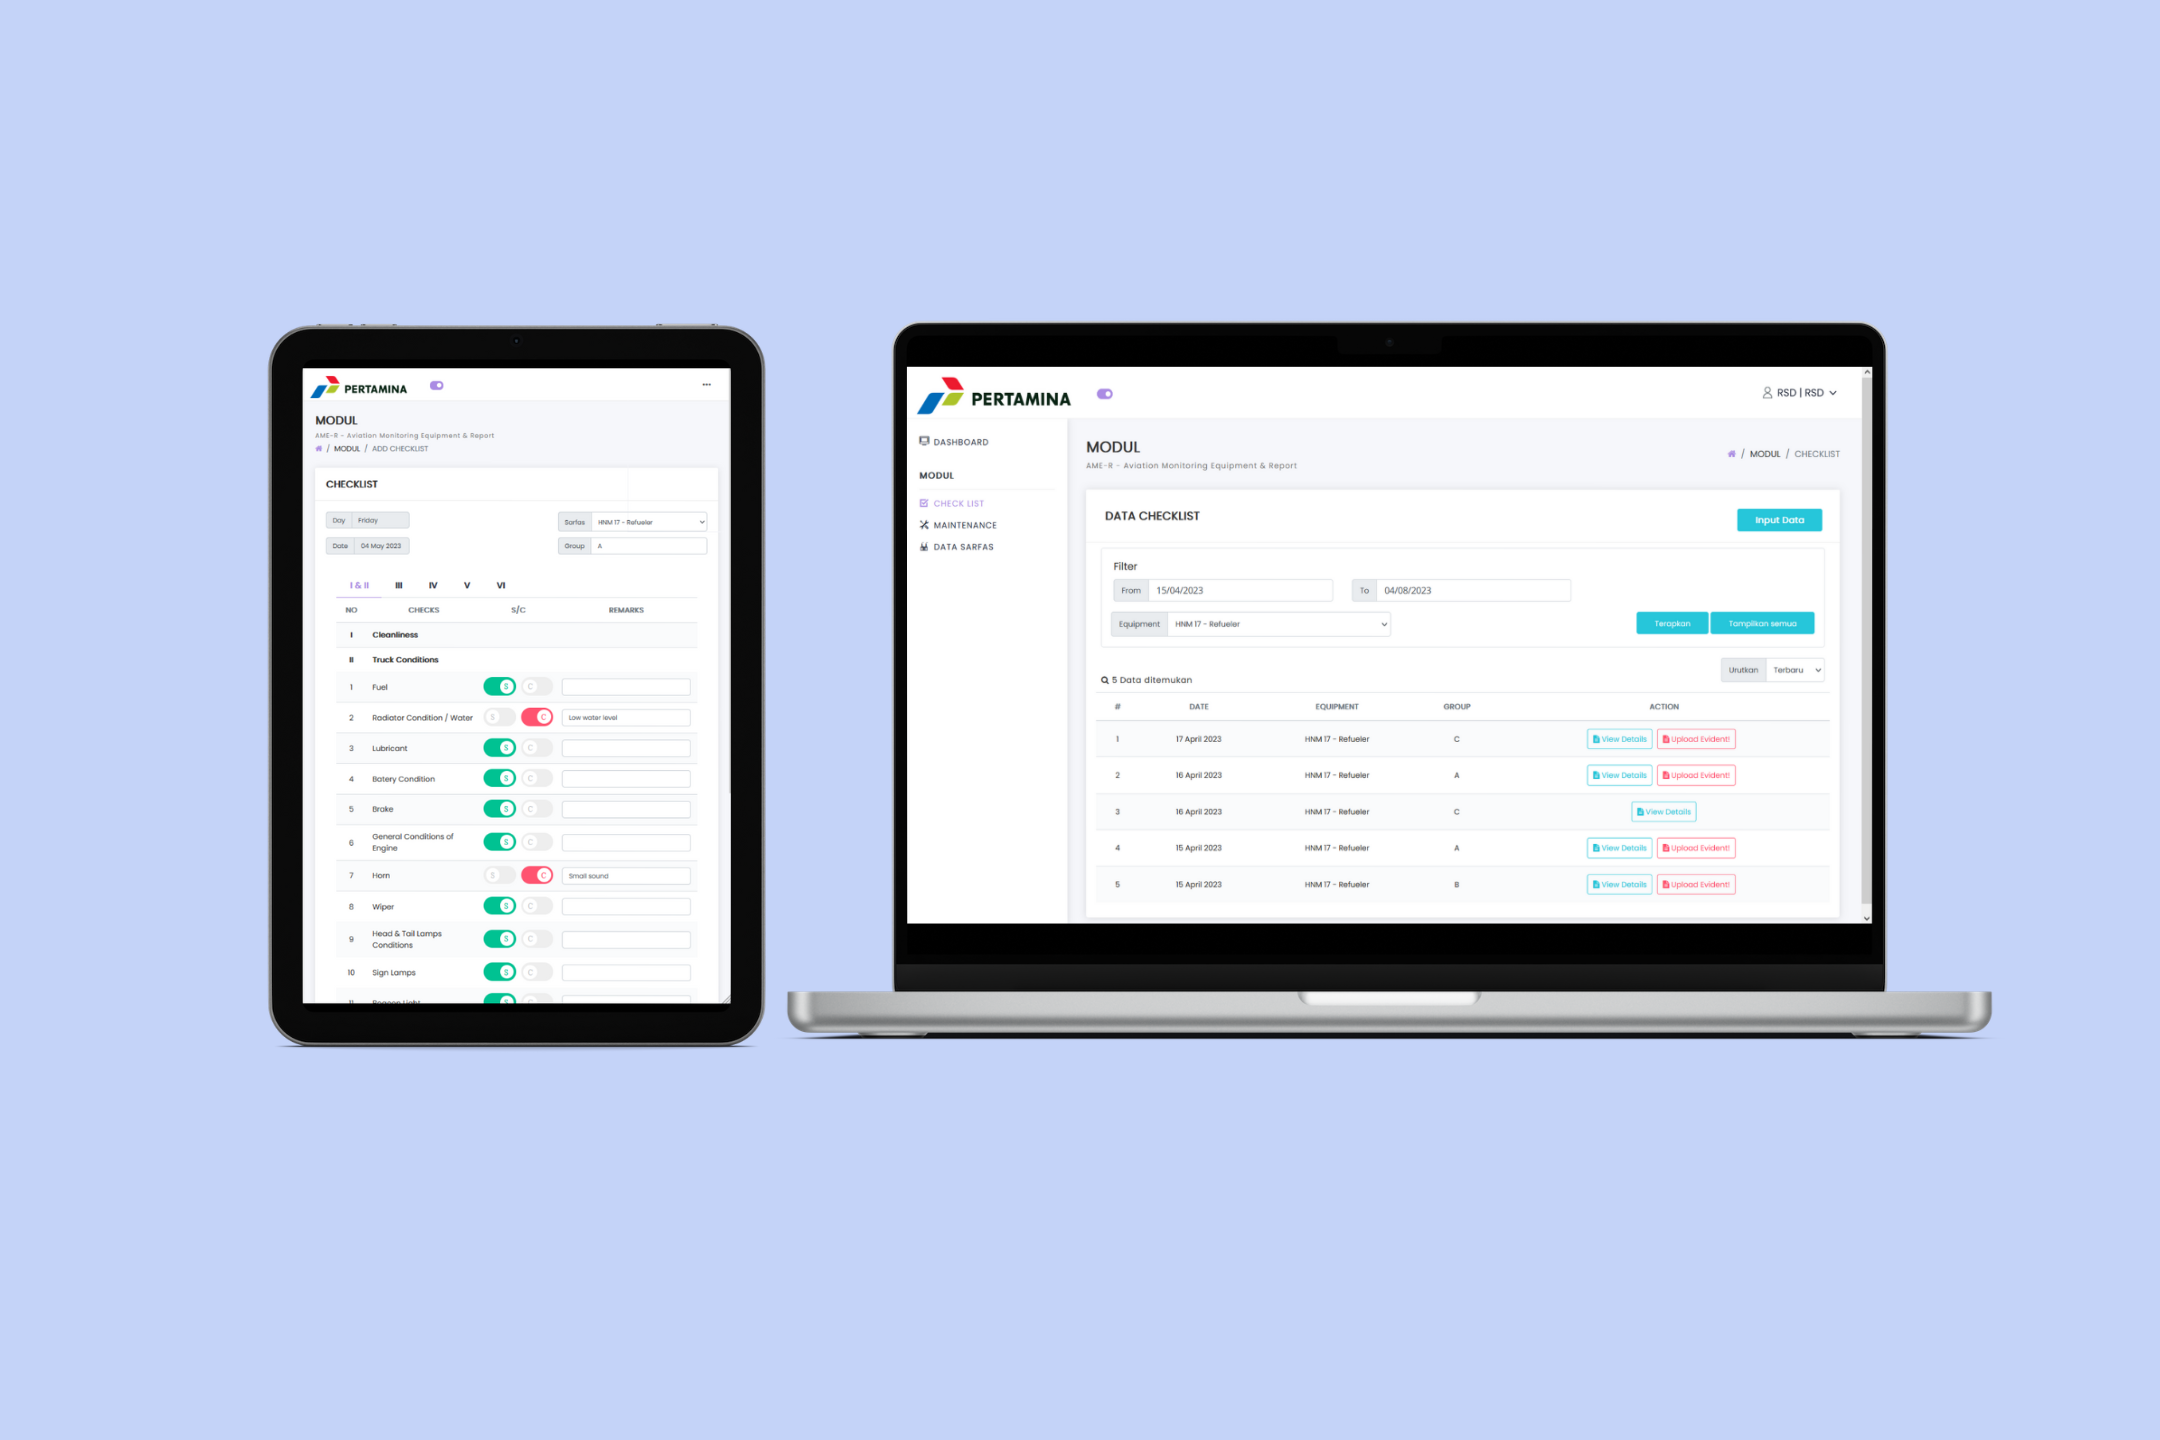 PERTAMINA
MODUL
AME-R - Aviation Monitoring Equipment & Report
/ MODUL / ADD CHECKLIST
CHECKLIST
Day Friday
Sarfas HNM 17 - Refueler
Date 04 May 2023
Group A
I & II III IV V VI
NO CHECKS S/C REMARKS
I Cleanliness
II Truck Conditions
1 Fuel S C
2 Radiator Condition / Water S C Low water level
3 Lubricant S C
4 Batery Condition S C
5 Brake S C
6 General Conditions of
Engine S C
7 Horn S C Small sound
8 Wiper S C
9 Head & Tail Lamps
Conditions S C
10 Sign Lamps S C
11 Beacon Light S C
PERTAMINA
RSD | RSD
DASHBOARD
MODUL
CHECK LIST
MAINTENANCE
DATA SARFAS
MODUL
AME-R - Aviation Monitoring Equipment & Report
/ MODUL / CHECKLIST
DATA CHECKLIST
Input Data
Filter
From 15/04/2023 To 04/08/2023
Equipment HNM 17 - Refueler Terapkan Tampilkan semua
Urutkan Terbaru
5 Data ditemukan
# DATE EQUIPMENT GROUP ACTION
1 17 April 2023 HNM 17 - Refueler C View Details Upload Evident!
2 16 April 2023 HNM 17 - Refueler A View Details Upload Evident!
3 16 April 2023 HNM 17 - Refueler C View Details
4 15 April 2023 HNM 17 - Refueler A View Details Upload Evident!
5 15 April 2023 HNM 17 - Refueler B View Details Upload Evident!